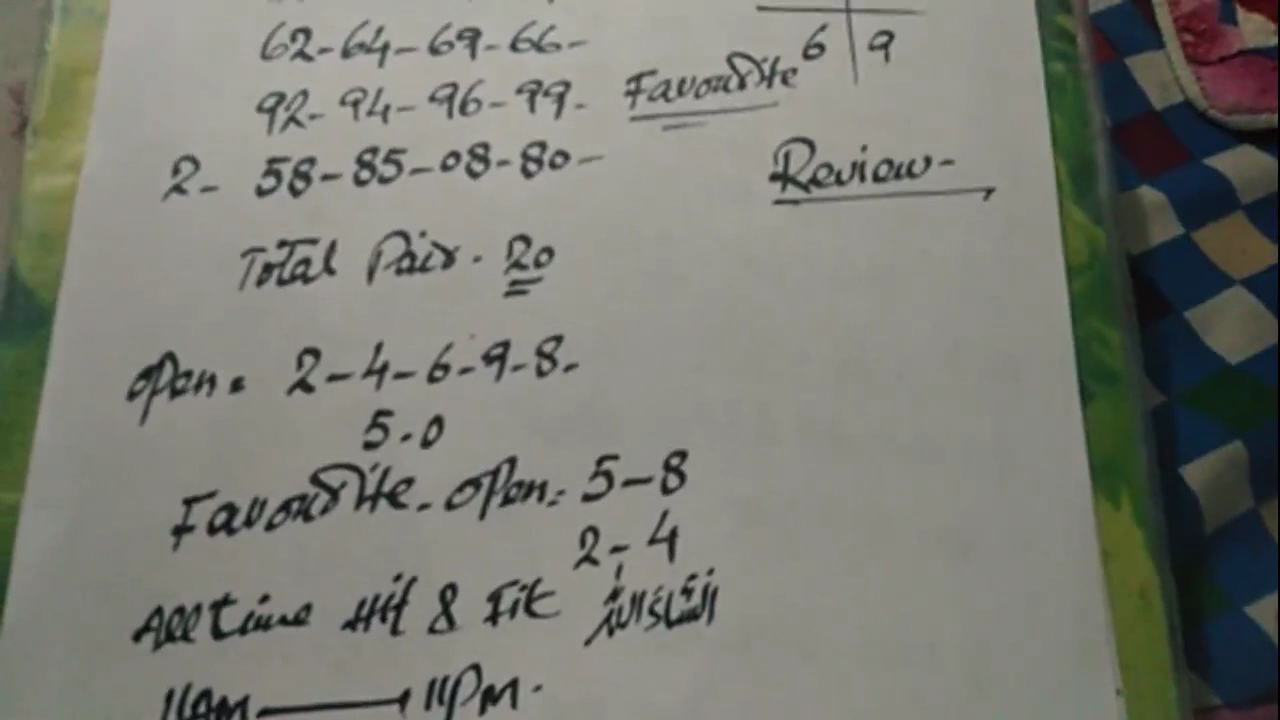 62-64-69-66-
6 9
92-94-96-99-
Favourite
2- 58-85-08-80-
Review-
Total Pair. 20
Open = 2-4-6-9-8-
5.0
Favourite. Open = 5-8
2-4
All time Hit & Fit انشاءاللہ
11AM — 11PM.